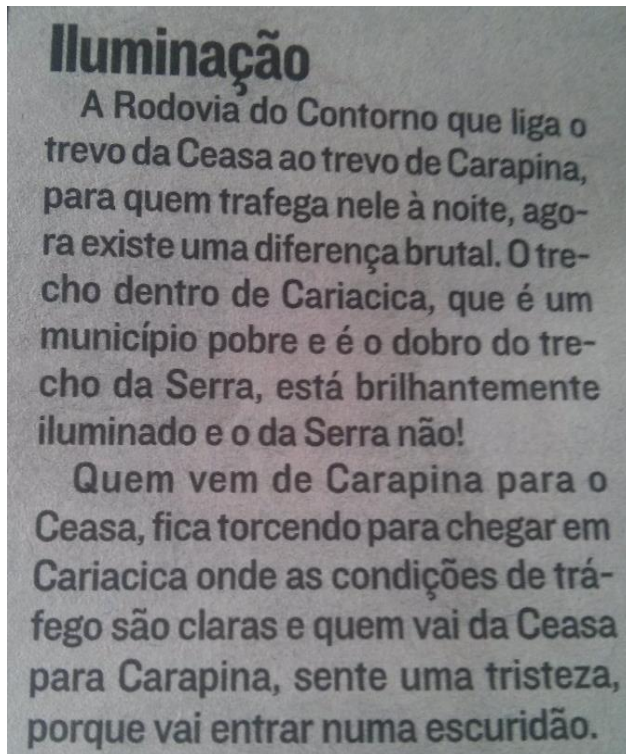 Iluminação
A Rodovia do Contorno que liga o
trevo da Ceasa ao trevo de Carapina,
para quem trafega nele à noite, ago-
ra existe uma diferença brutal. O tre-
cho dentro de Cariacica, que é um
município pobre e é o dobro do tre-
cho da Serra, está brilhantemente
iluminado e o da Serra não!
Quem vem de Carapina para o
Ceasa, fica torcendo para chegar em
Cariacica onde as condições de trá-
fego são claras e quem vai da Ceasa
para Carapina, sente uma tristeza,
porque vai entrar numa escuridão.